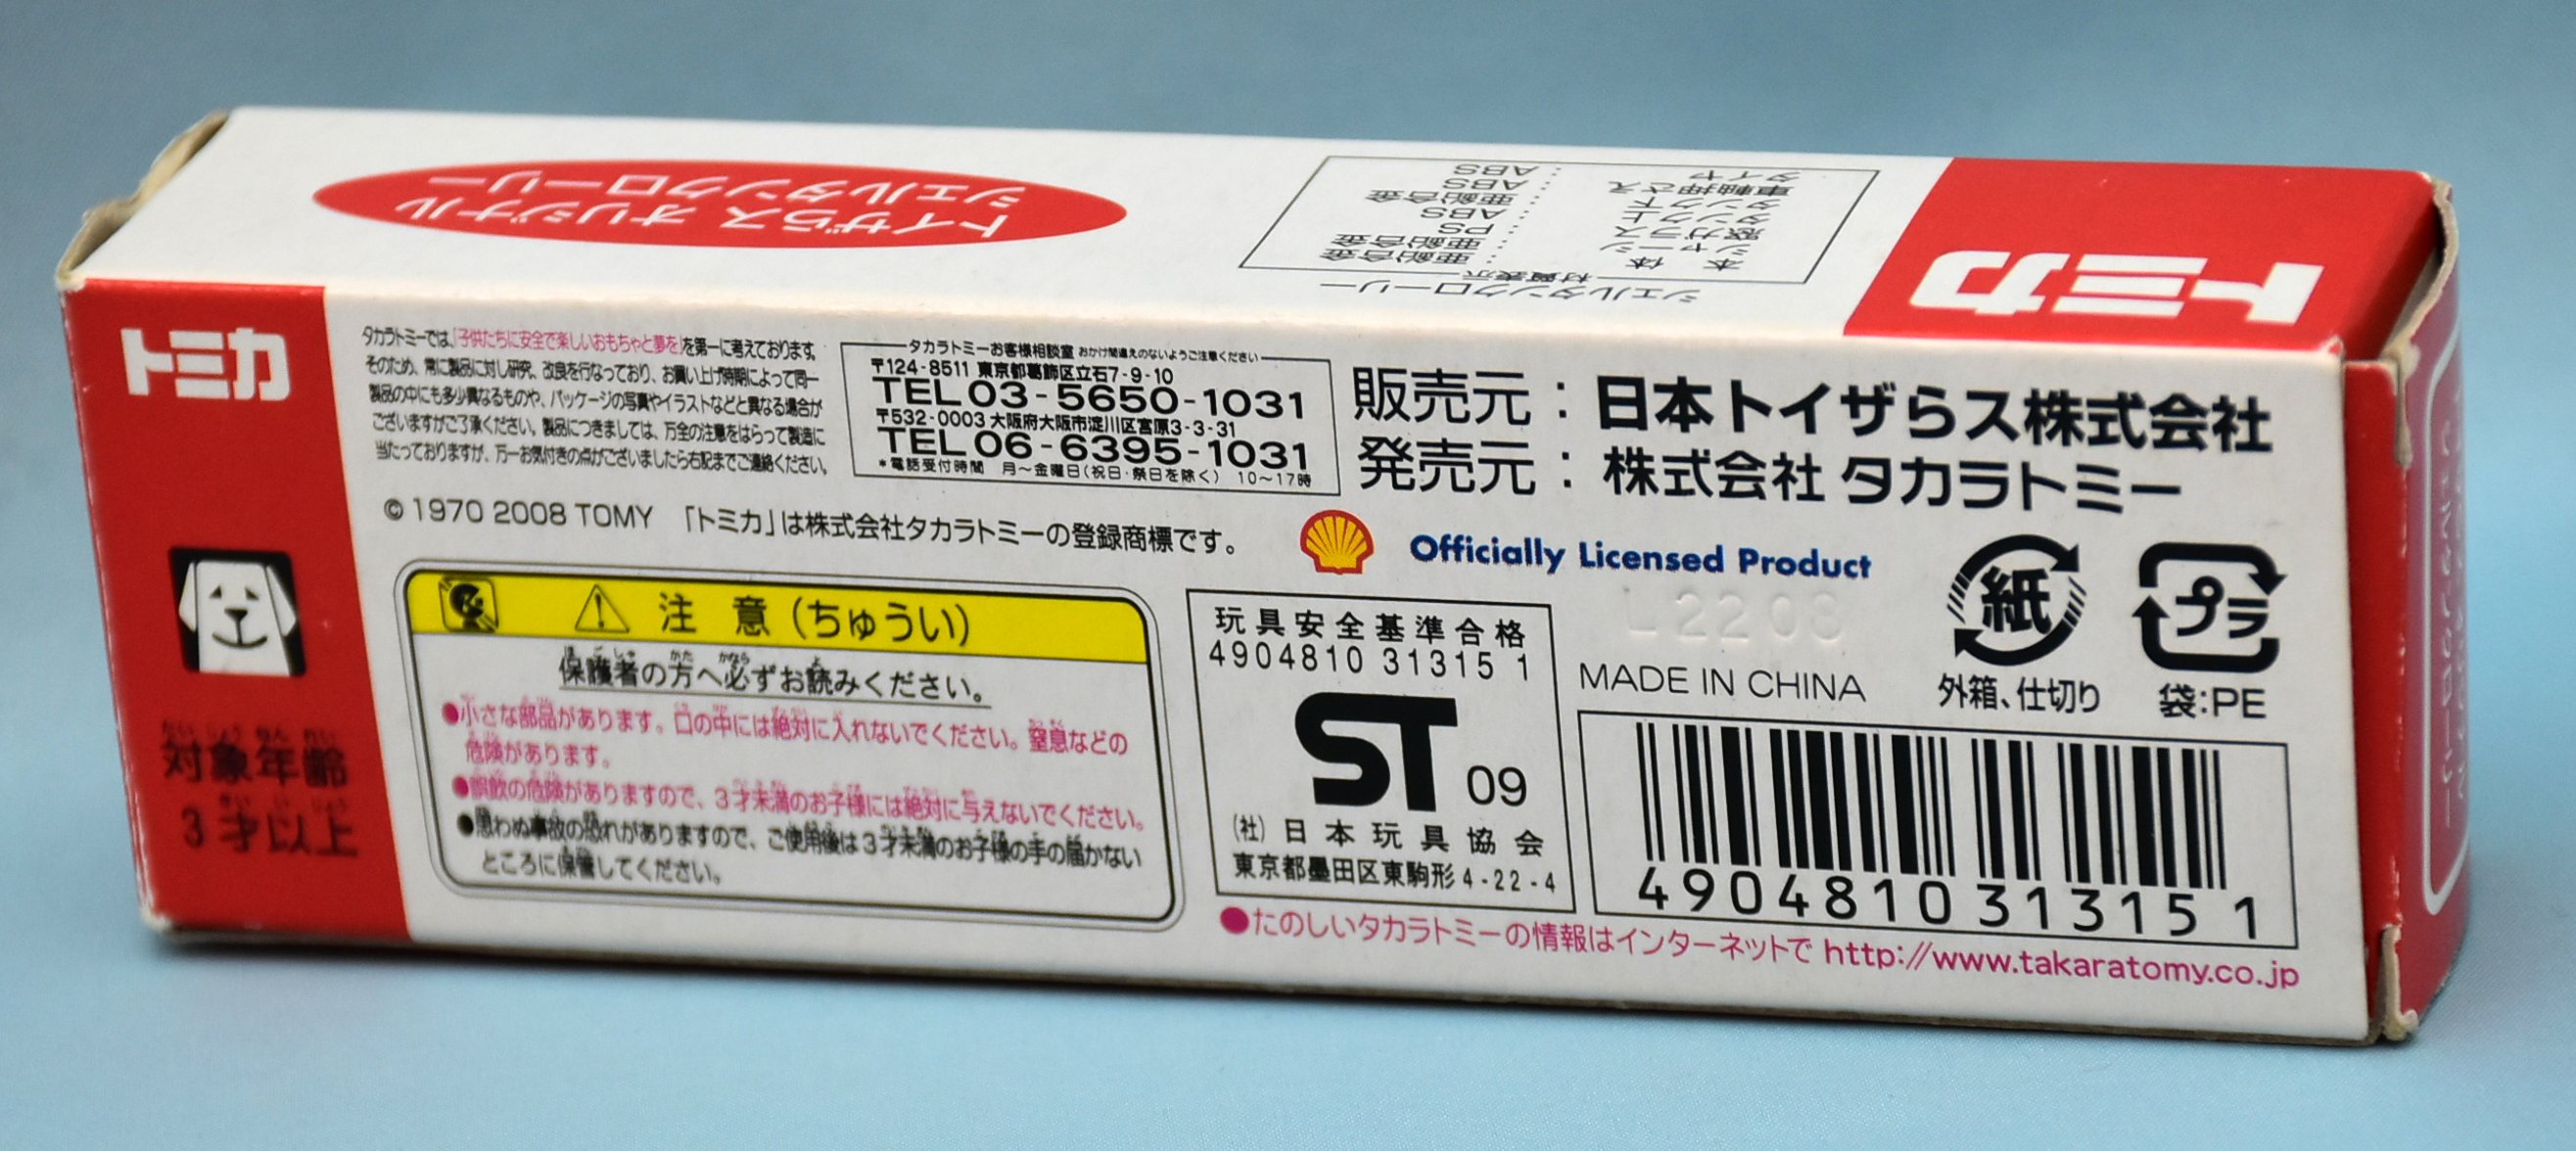 トイザらス オリジナル
シェルタンクローリー
シェルタンクローリー
材質表示
本体：亜鉛合金
シャーシ：亜鉛合金
窓ガラス：PS
タンク上：ABS
タンク下：亜鉛合金
車軸押さえ：ABS
タイヤ：ABS
トミカ
トミカ
対象年齢
たいしょうねんれい
3才以上
さいいじょう
タカラトミーでは、「子供たちに安全で楽しいおもちゃと夢を」を第一に考えております。
そのため、常に製品に対し研究、改良を行なっており、お買い上げ時期によって同一
製品の中にも多少異なるものや、パッケージの写真やイラストなどと異なる場合が
ございますがご了承ください。製品につきましては、万全の注意をはらって製造に
当たっておりますが、万一お気付きの点がございましたら右記までご連絡ください。
タカラトミーお客様相談室 おかけ間違えのないようご注意ください
〒124-8511 東京都葛飾区立石7-9-10
TEL 03-5650-1031
〒532-0003 大阪府大阪市淀川区宮原3-3-31
TEL 06-6395-1031
*電話受付時間 月～金曜日(祝日・祭日を除く) 10～17時
販売元：日本トイザらス株式会社
発売元：株式会社 タカラトミー
© 1970 2008 TOMY 「トミカ」は株式会社タカラトミーの登録商標です。
Officially Licensed Product
注 意（ちゅうい）
保護者の方へ必ずお読みください。
●小さな部品があります。口の中には絶対に入れないでください。窒息などの
危険があります。
●誤飲の危険がありますので、3才未満のお子様には絶対に与えないでください。
●思わぬ事故の恐れがありますので、ご使用後は3才未満のお子様の手の届かない
ところに保管してください。
玩具安全基準合格
4904810 31315 1
ST 09
(社)日本玩具協会
東京都墨田区東駒形4-22-4
MADE IN CHINA
紙
外箱、仕切り
プラ
袋:PE
4904810313151
●たのしいタカラトミーの情報はインターネットで http://www.takaratomy.co.jp